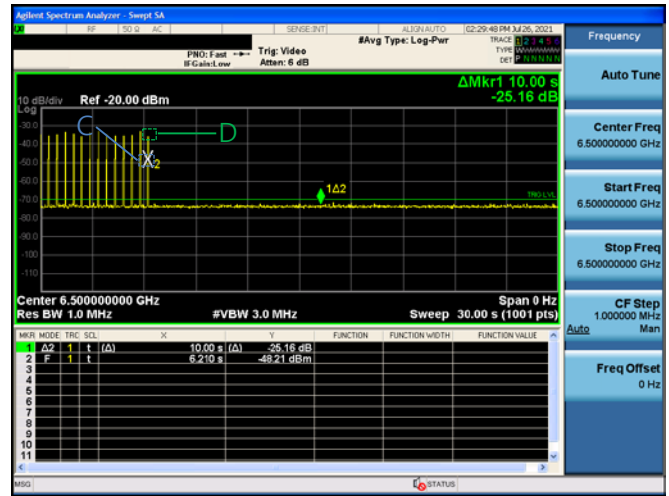 Agilent Spectrum Analyzer - Swept SA
LXI RF 50 Ω AC SENSE:INT ALIGN AUTO 02:29:48 PM Jul 26, 2021
#Avg Type: Log-Pwr TRACE 1 2 3 4 5 6
PNO: Fast Trig: Video TYPE
IFGain:Low Atten: 6 dB DET P N N N N N
ΔMkr1 10.00 s
10 dB/div Ref -20.00 dBm -25.16 dB
Log
-30.0
C D
-40.0
-50.0
X2
-60.0
1Δ2
-70.0 TRIG LVL
-80.0
-90.0
-100
-110
Center 6.500000000 GHz Span 0 Hz
Res BW 1.0 MHz #VBW 3.0 MHz Sweep 30.00 s (1001 pts)
MKR MODE TRC SCL X Y FUNCTION FUNCTION WIDTH FUNCTION VALUE
1 Δ2 1 t (Δ) 10.00 s (Δ) -25.16 dB
2 F 1 t 6.210 s -48.21 dBm
3
4
5
6
7
8
9
10
11
MSG STATUS
Frequency
Auto Tune
Center Freq
6.500000000 GHz
Start Freq
6.500000000 GHz
Stop Freq
6.500000000 GHz
CF Step
1.000000 MHz
Auto Man
Freq Offset
0 Hz